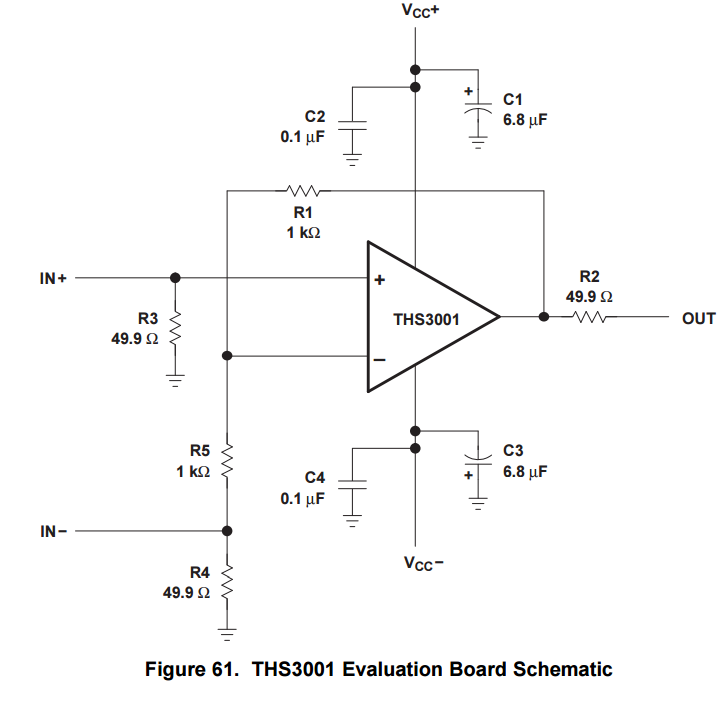 VCC+
C1
6.8 μF
+
C2
0.1 μF
R1
1 kΩ
IN+
+
R2
49.9 Ω
THS3001
OUT
R3
49.9 Ω
−
R5
1 kΩ
C3
6.8 μF
+
C4
0.1 μF
IN−
VCC−
R4
49.9 Ω
Figure 61. THS3001 Evaluation Board Schematic